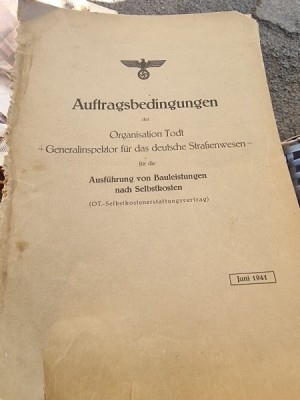 Auftragsbedingungen
der
Organisation Todt
- Generalinspektor für das deutsche Straßenwesen -
für die
Ausführung von Bauleistungen
nach Selbstkosten
(OT.-Selbstkostenerstattungsvertrag)
Juni 1941